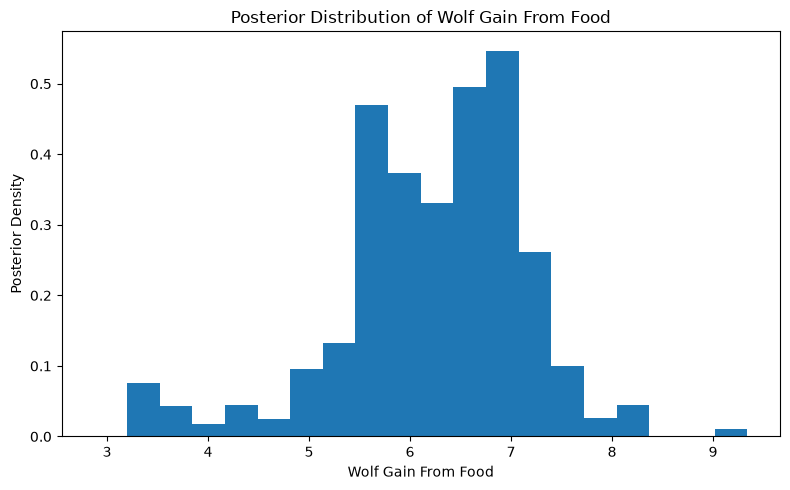 Posterior Distribution of Wolf Gain From Food
Posterior Density
0.5
0.4
0.3
0.2
0.1
0.0
3 4 5 6 7 8 9
Wolf Gain From Food